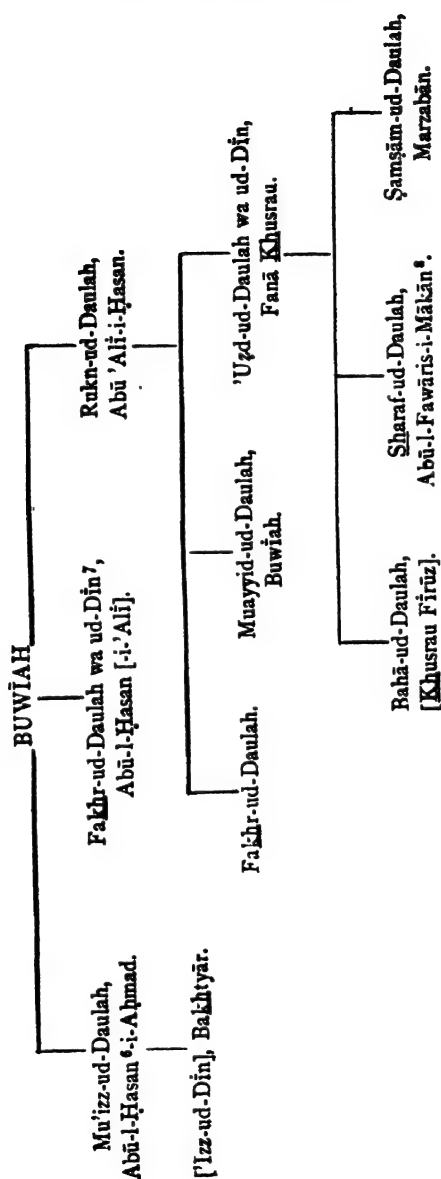 BUWĪAH
Mu'izz-ud-Daulah,
Abū-l-Ḥasan⁶-i-Aḥmad.
Fakhr-ud-Daulah wa ud-Dīn⁷,
Abū-l-Ḥasan [-i-'Alī].
Rukn-ud-Daulah,
Abū 'Alī-i-Ḥasan.
['Izz-ud-Dīn], Bakhtyār.
Fakhr-ud-Daulah.
Muayyid-ud-Daulah,
Buwīah.
'Uẓd-ud-Daulah wa ud-Dīn,
Fanā Khusrau.
Bahā-ud-Daulah,
[Khusrau Fīrūz].
Sharaf-ud-Daulah,
Abū-l-Fawāris-i-Mākān⁸.
Ṣamṣām-ud-Daulah,
Marzabān.